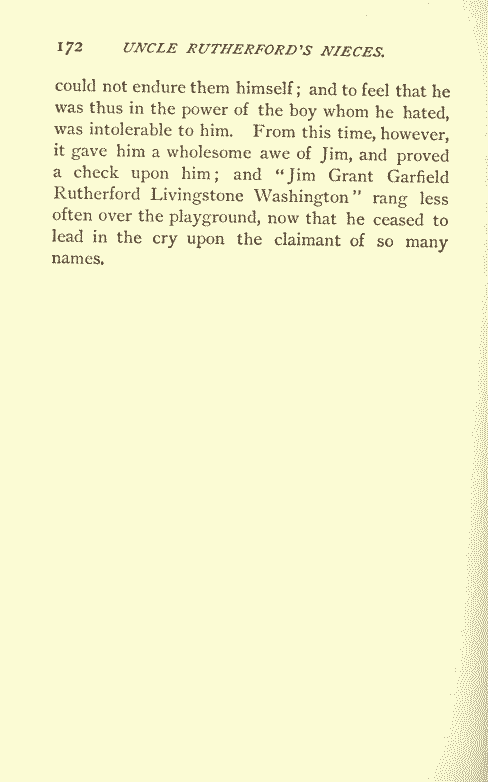 172 UNCLE RUTHERFORD'S NIECES.
could not endure them himself; and to feel that he
was thus in the power of the boy whom he hated,
was intolerable to him. From this time, however,
it gave him a wholesome awe of Jim, and proved
a check upon him; and "Jim Grant Garfield
Rutherford Livingstone Washington" rang less
often over the playground, now that he ceased to
lead in the cry upon the claimant of so many
names.